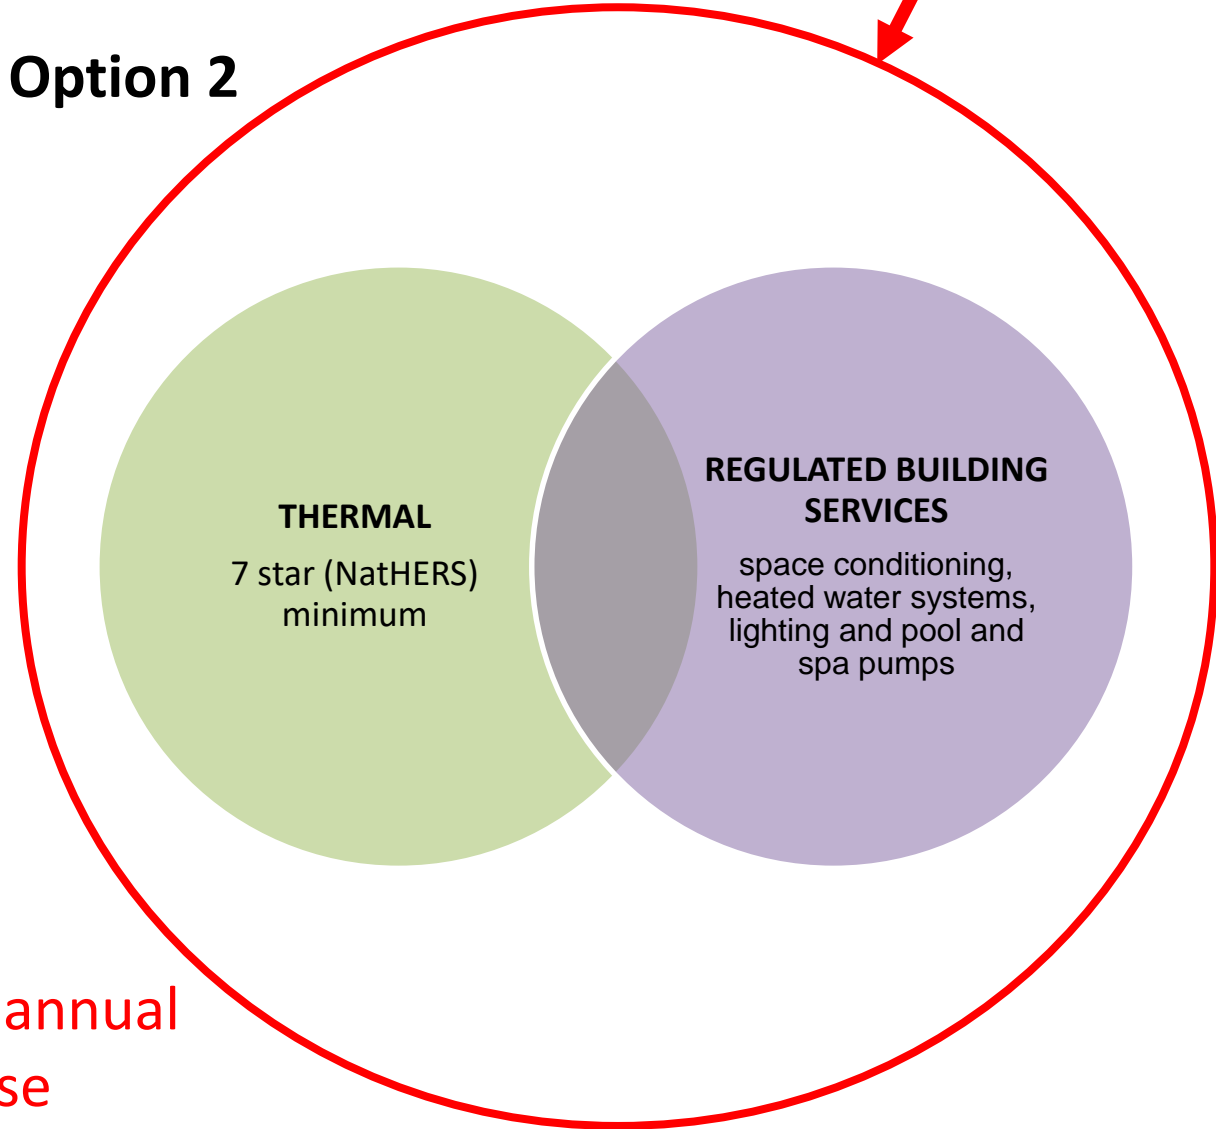 Option 2
THERMAL
7 star (NatHERS)
minimum
REGULATED BUILDING
SERVICES
space conditioning,
heated water systems,
lighting and pool and
spa pumps
annual
se